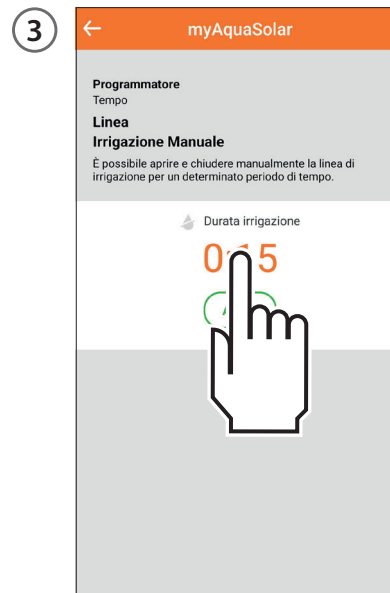 3
myAquaSolar
Programmatore
Tempo
Linea
Irrigazione Manuale
È possibile aprire e chiudere manualmente la linea di
irrigazione per un determinato periodo di tempo.
Durata irrigazione